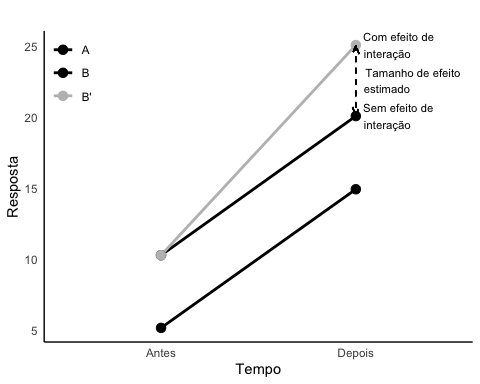 25
20
15
10
5
Resposta
A
B
B'
Com efeito de
interação
Tamanho de efeito
estimado
Sem efeito de
interação
Antes
Depois
Tempo